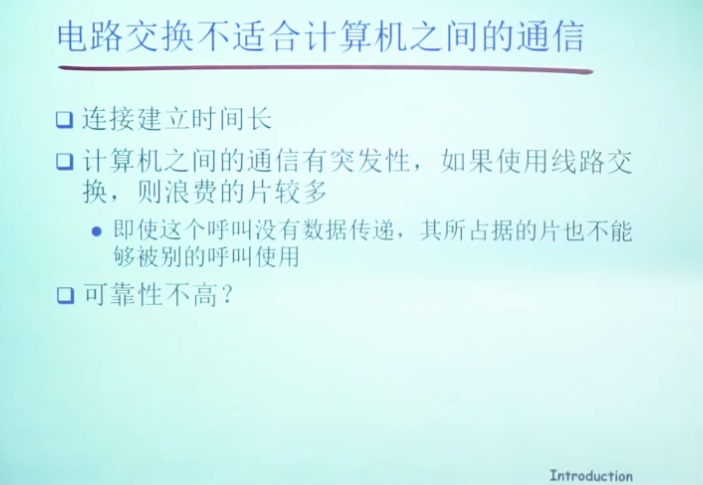 电路交换不适合计算机之间的通信
❑ 连接建立时间长
❑ 计算机之间的通信有突发性，如果使用线路交
换，则浪费的片较多
• 即使这个呼叫没有数据传递，其所占据的片也不能
够被别的呼叫使用
❑ 可靠性不高？
Introduction